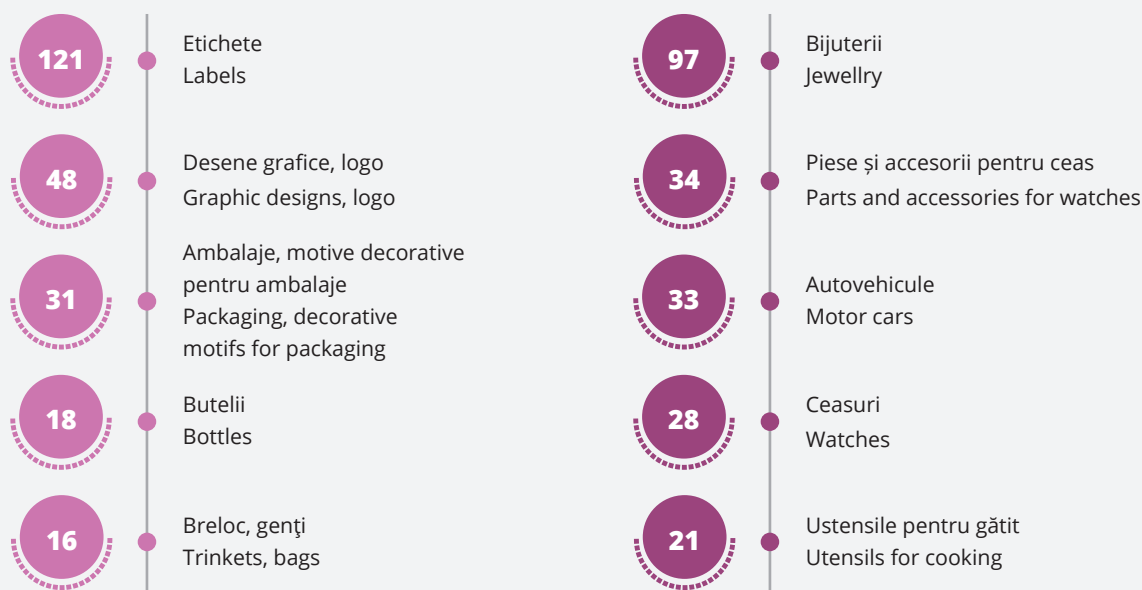 121
Etichete
Labels
48
Desene grafice, logo
Graphic designs, logo
31
Ambalaje, motive decorative
pentru ambalaje
Packaging, decorative
motifs for packaging
18
Butelii
Bottles
16
Breloc, genţi
Trinkets, bags
97
Bijuterii
Jewellry
34
Piese și accesorii pentru ceas
Parts and accessories for watches
33
Autovehicule
Motor cars
28
Ceasuri
Watches
21
Ustensile pentru gătit
Utensils for cooking